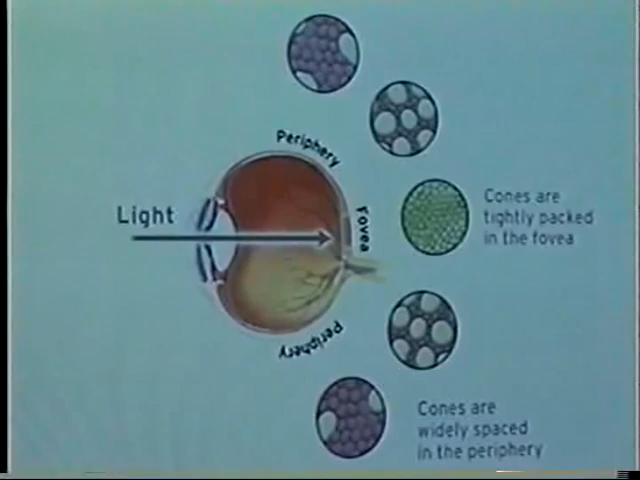 Periphery
Light
Fovea
Cones are
tightly packed
in the fovea
Periphery
Cones are
widely spaced
in the periphery